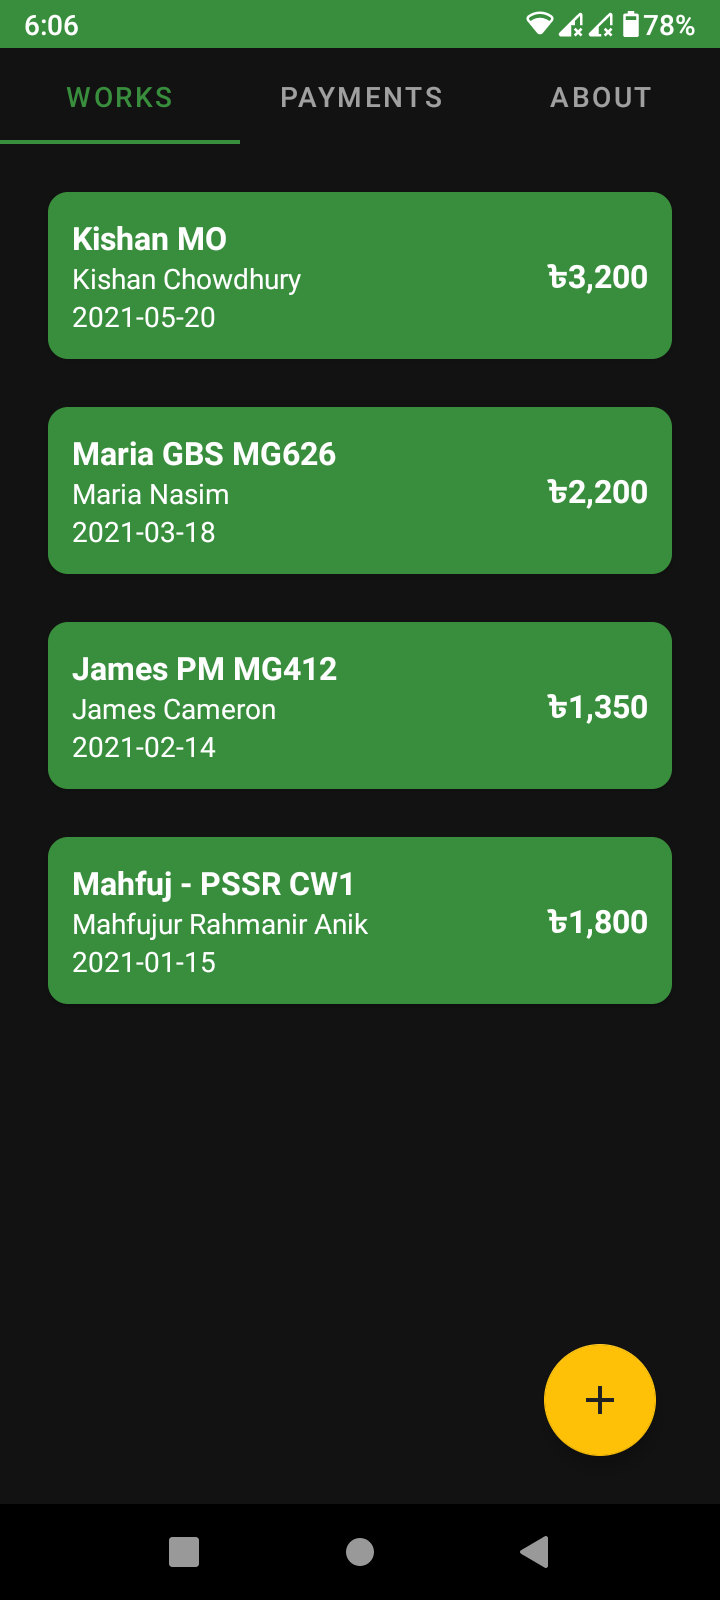 6:06 78%
WORKS PAYMENTS ABOUT
Kishan MO
Kishan Chowdhury
2021-05-20
৳3,200
Maria GBS MG626
Maria Nasim
2021-03-18
৳2,200
James PM MG412
James Cameron
2021-02-14
৳1,350
Mahfuj - PSSR CW1
Mahfujur Rahmanir Anik
2021-01-15
৳1,800